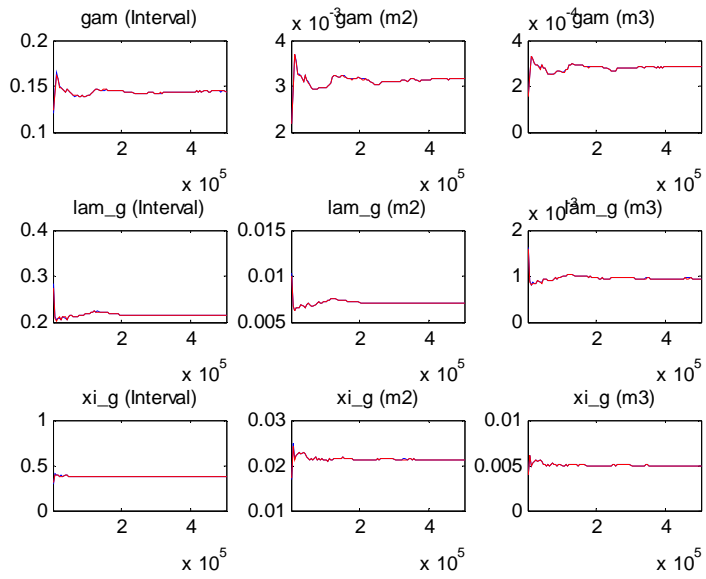 gam (Interval)
0.2
0.15
0.1
2 4
x 10^5
x 10^-3 gam (m2)
4
3
2
2 4
x 10^5
x 10^-4 gam (m3)
4
2
0
2 4
x 10^5
lam_g (Interval)
0.4
0.3
0.2
2 4
x 10^5
lam_g (m2)
0.015
0.01
0.005
2 4
x 10^5
x 10^-3 lam_g (m3)
2
1
0
2 4
x 10^5
xi_g (Interval)
1
0.5
0
2 4
x 10^5
xi_g (m2)
0.03
0.02
0.01
2 4
x 10^5
xi_g (m3)
0.01
0.005
0
2 4
x 10^5